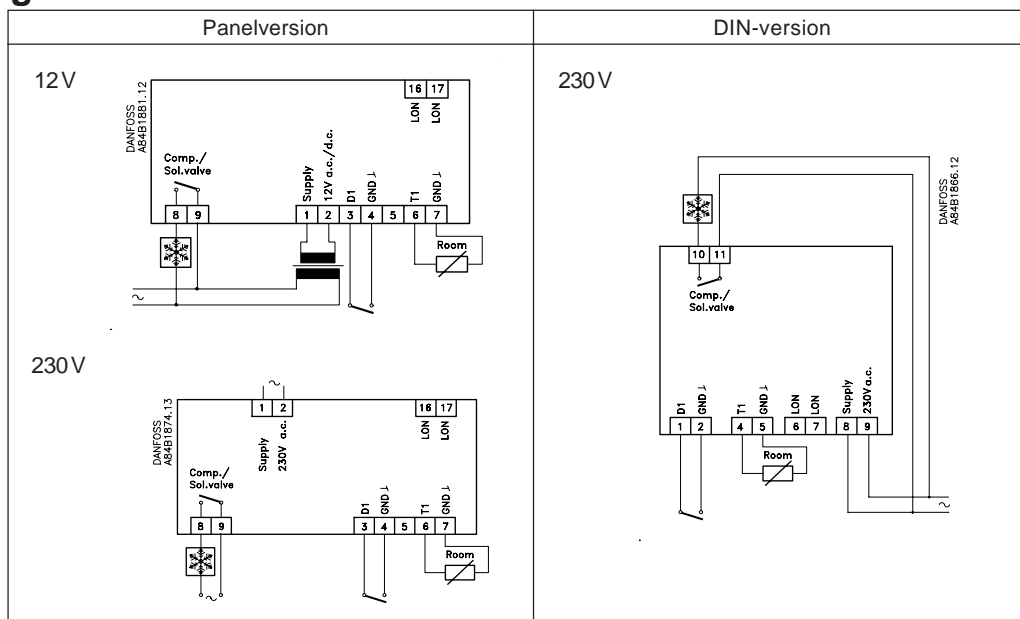 Panelversion
DIN-version
12 V
DANFOSS
A84B1881.12
16 17
LON
LON
Comp./
Sol.valve
Supply
12V a.c./d.c.
D1
GND
T1
GND
8 9
1 2 3 4 5 6 7
Room
~
230 V
DANFOSS
A84B1874.13
~
1 2
16 17
Supply
230V a.c.
LON
LON
Comp./
Sol.valve
D1
GND
T1
GND
8 9
3 4 5 6 7
Room
~
230 V
DANFOSS
A84B1866.12
10 11
Comp./
Sol.valve
D1
GND
T1
GND
LON
LON
Supply
230V a.c.
1 2
4 5
6 7
8 9
Room
~